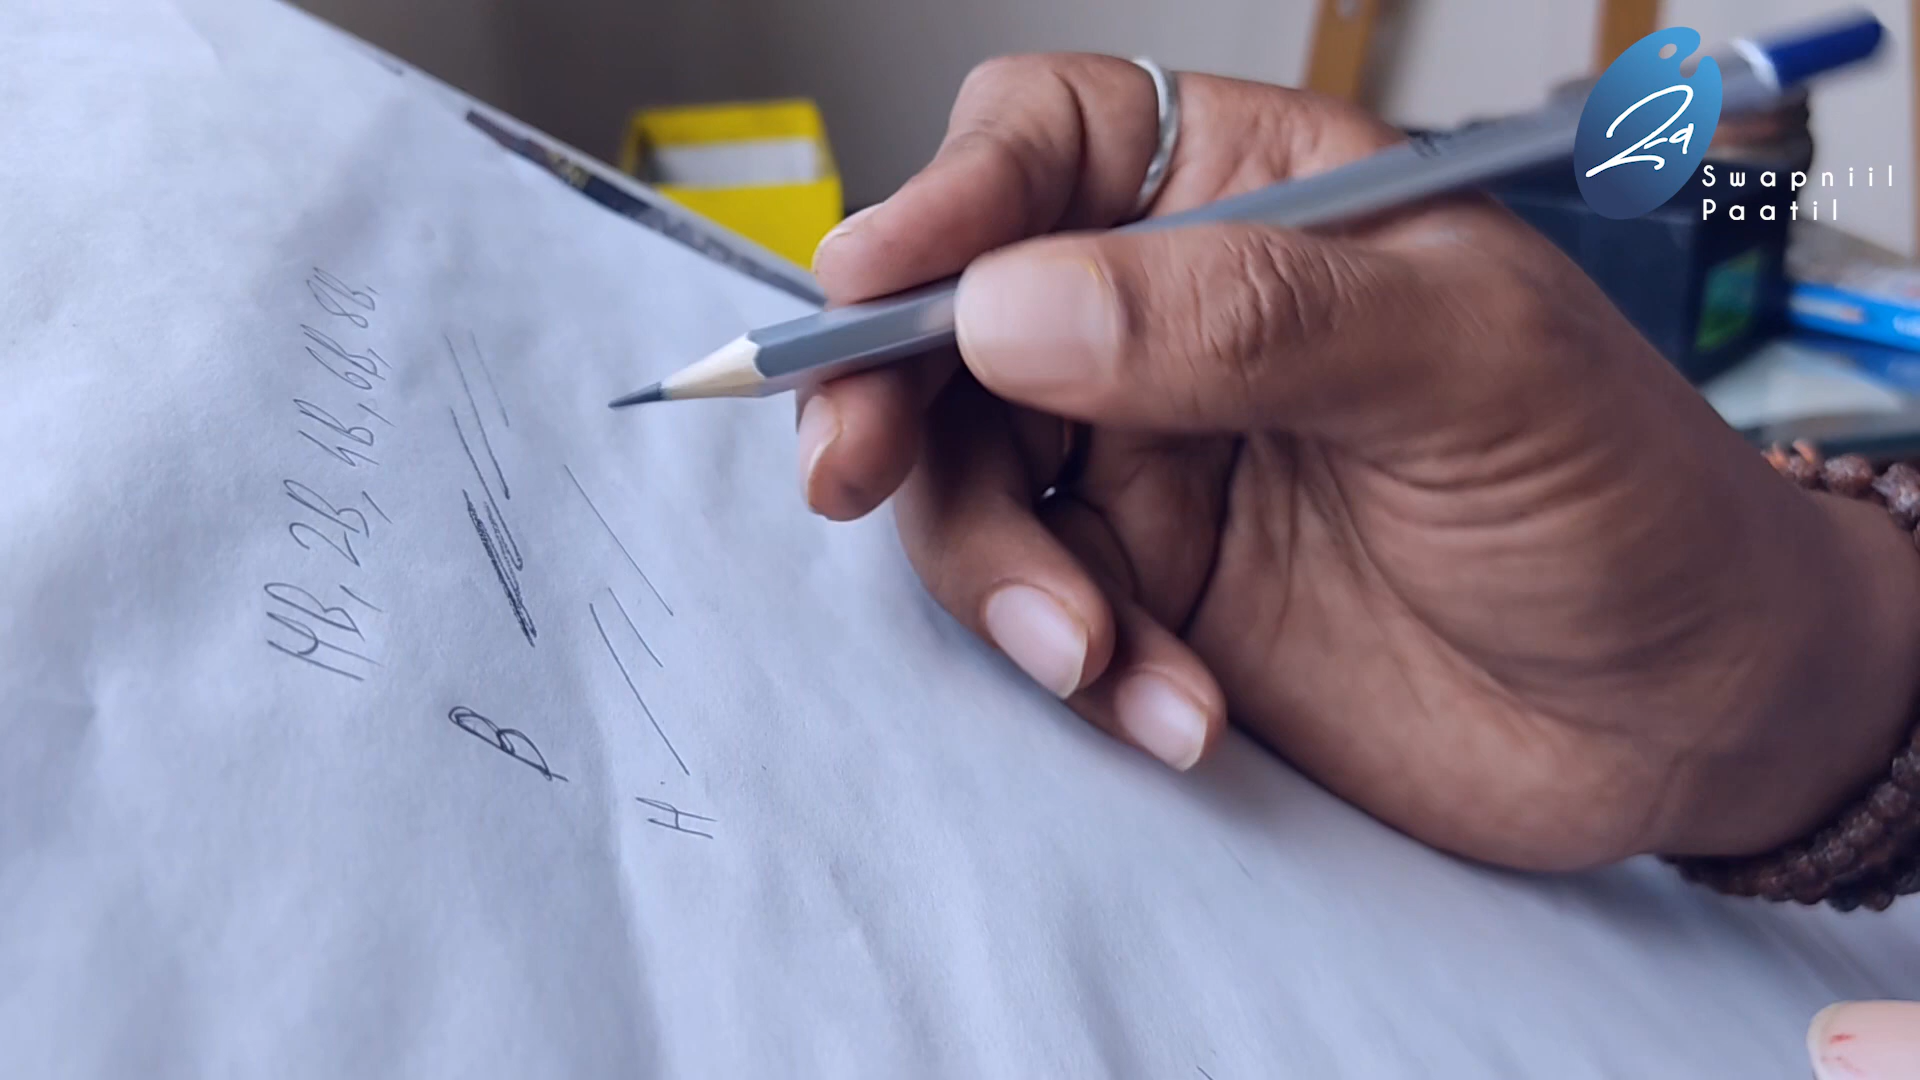 HB, 2B, 4B, 6B, 8B.
B
H
Swapniil
Paatil